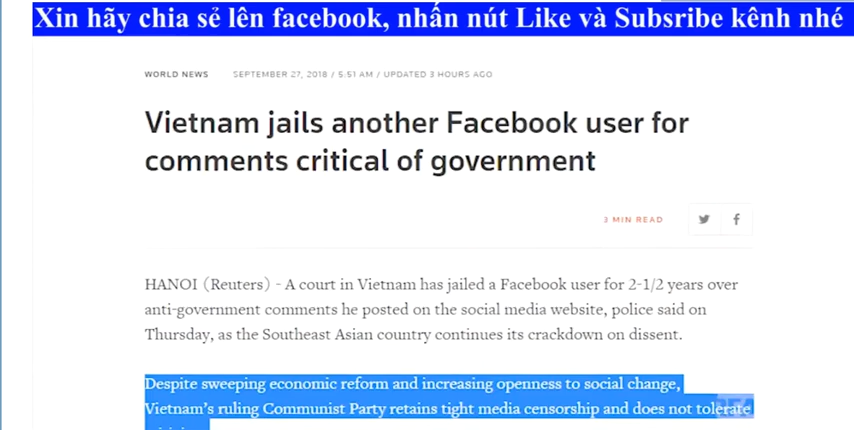 Xin hãy chia sẻ lên facebook, nhấn nút Like và Subsribe kênh nhé
WORLD NEWS SEPTEMBER 27, 2018 / 5:51 AM / UPDATED 3 HOURS AGO
Vietnam jails another Facebook user for
comments critical of government
3 MIN READ
HANOI (Reuters) - A court in Vietnam has jailed a Facebook user for 2-1/2 years over
anti-government comments he posted on the social media website, police said on
Thursday, as the Southeast Asian country continues its crackdown on dissent.
Despite sweeping economic reform and increasing openness to social change,
Vietnam’s ruling Communist Party retains tight media censorship and does not tolerate